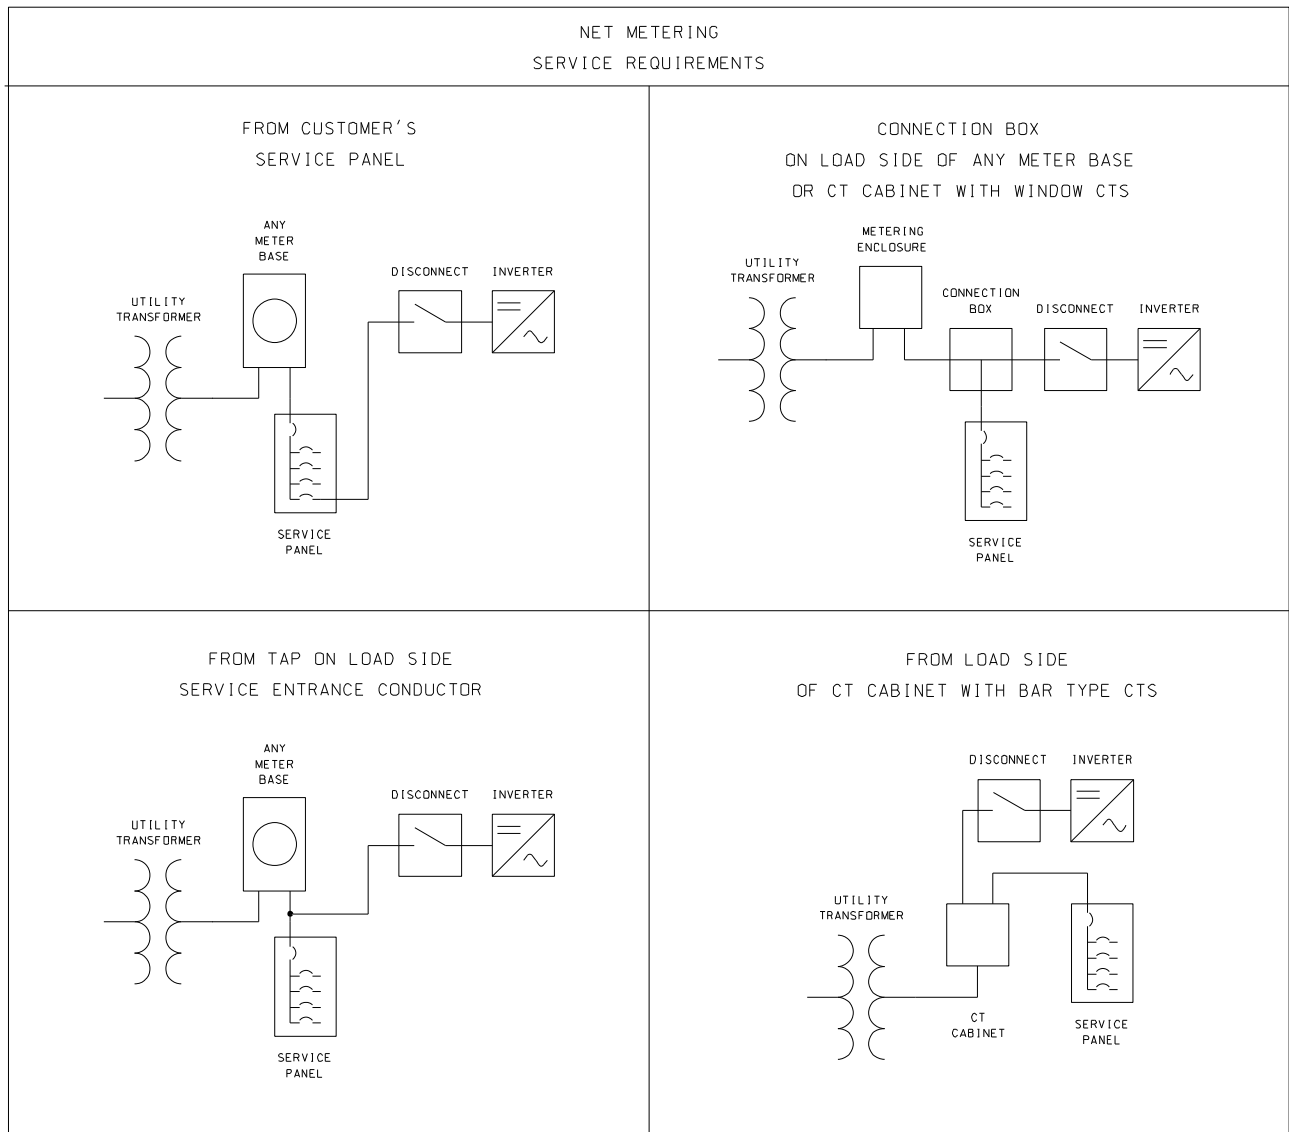 NET METERING
SERVICE REQUIREMENTS
FROM CUSTOMER'S
SERVICE PANEL
ANY
METER
BASE
DISCONNECT
INVERTER
UTILITY
TRANSFORMER
SERVICE
PANEL
CONNECTION BOX
ON LOAD SIDE OF ANY METER BASE
OR CT CABINET WITH WINDOW CTS
METERING
ENCLOSURE
UTILITY
TRANSFORMER
CONNECTION
BOX
DISCONNECT
INVERTER
SERVICE
PANEL
FROM TAP ON LOAD SIDE
SERVICE ENTRANCE CONDUCTOR
ANY
METER
BASE
DISCONNECT
INVERTER
UTILITY
TRANSFORMER
SERVICE
PANEL
FROM LOAD SIDE
OF CT CABINET WITH BAR TYPE CTS
DISCONNECT
INVERTER
UTILITY
TRANSFORMER
CT
CABINET
SERVICE
PANEL